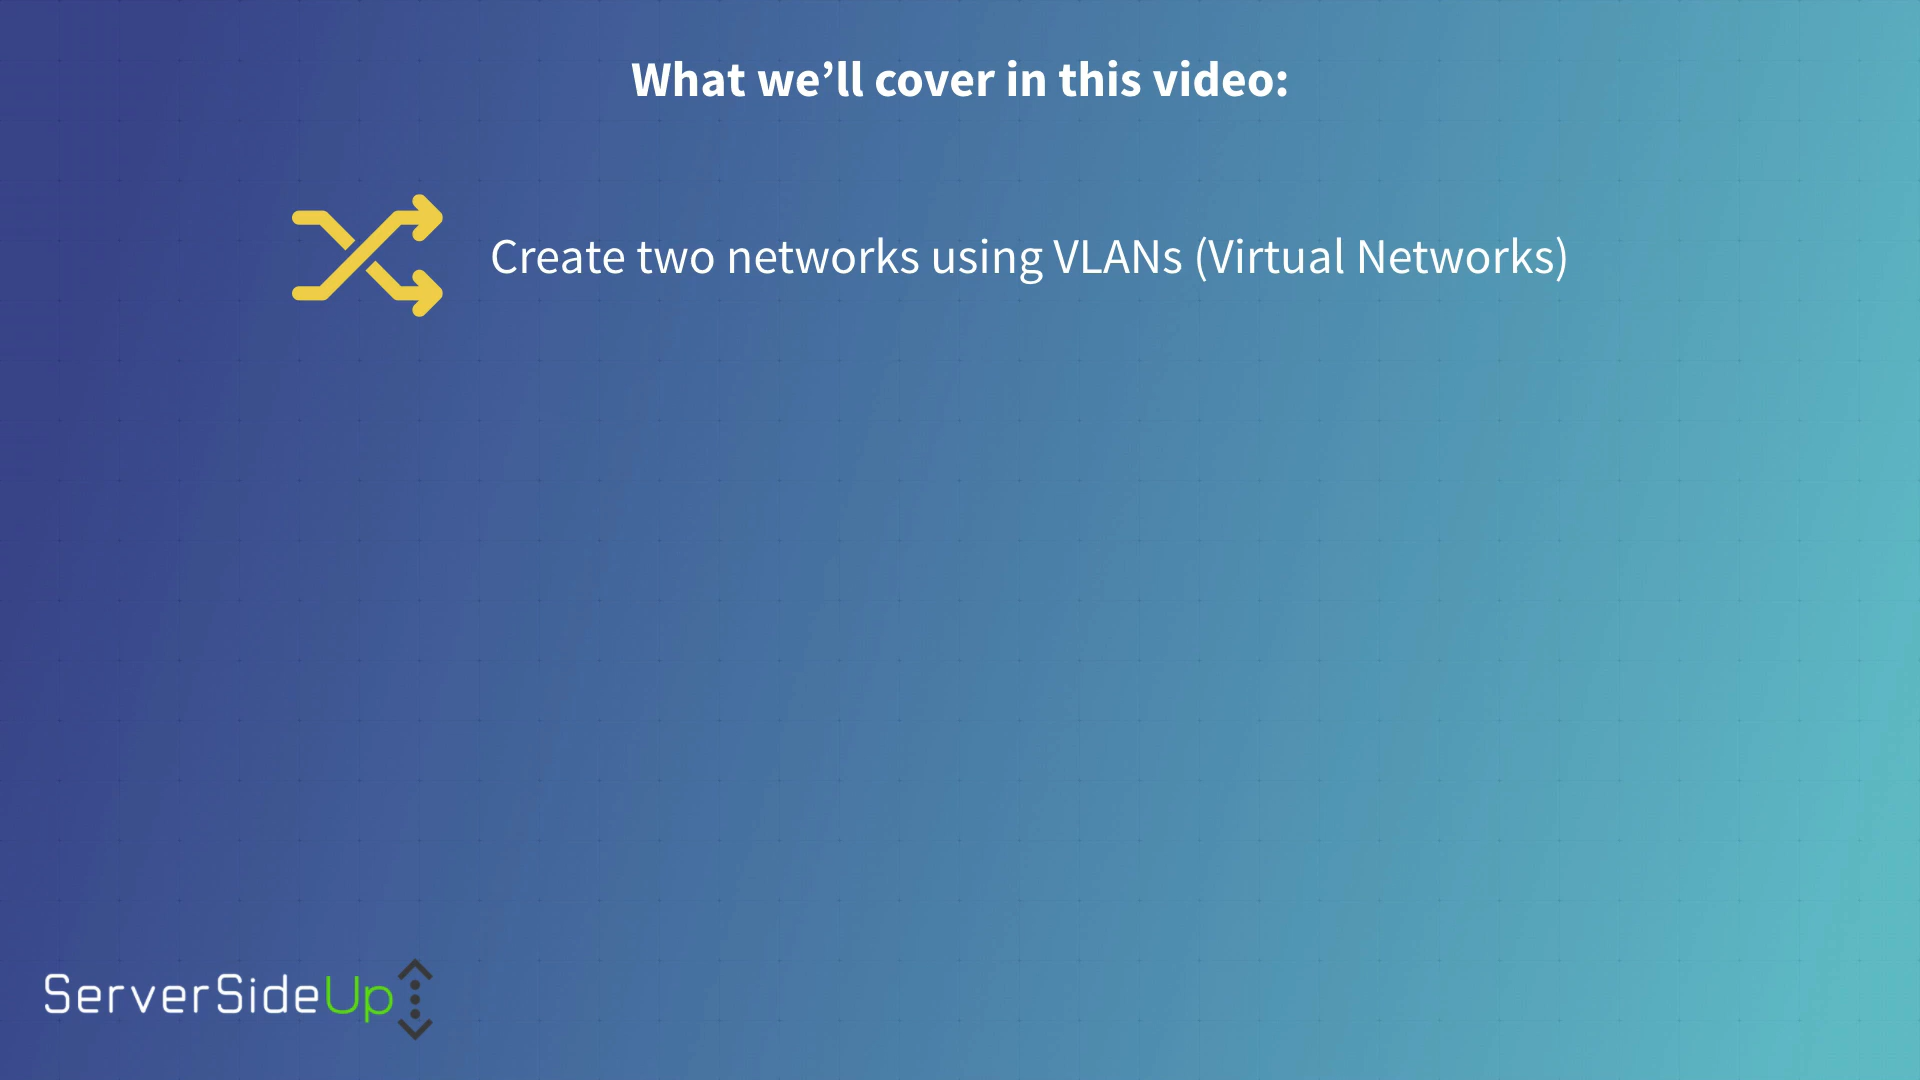 What we’ll cover in this video:
Create two networks using VLANs (Virtual Networks)
ServerSideUp